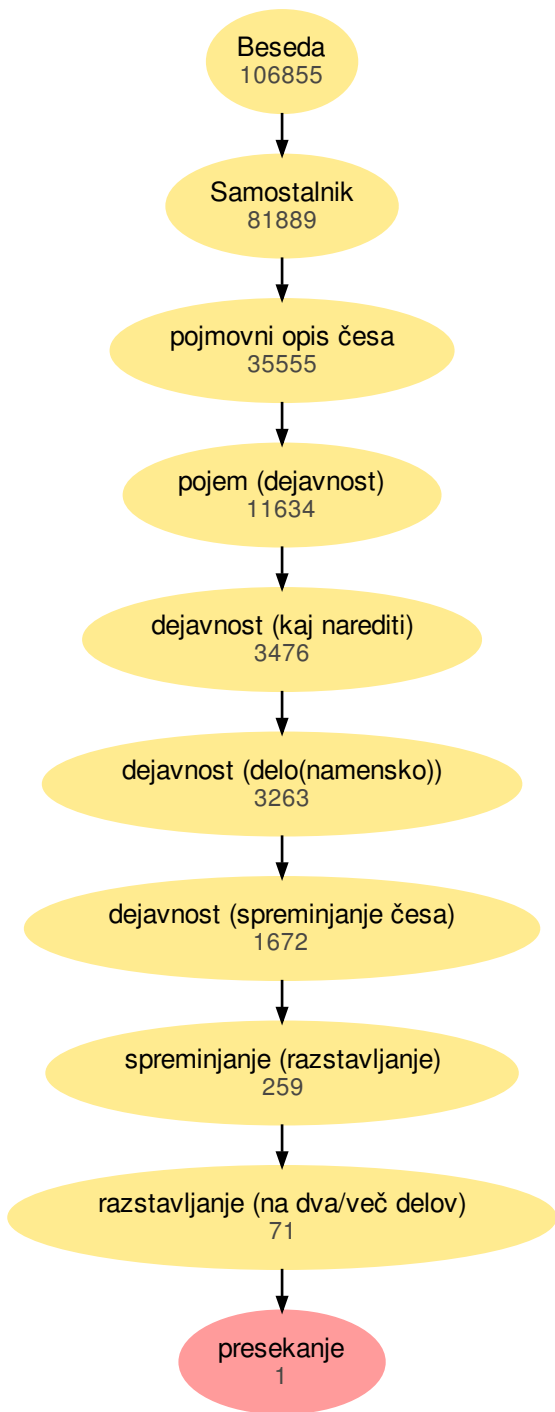 Beseda
106855
Samostalnik
81889
pojmovni opis česa
35555
pojem (dejavnost)
11634
dejavnost (kaj narediti)
3476
dejavnost (delo(namensko))
3263
dejavnost (spreminjanje česa)
1672
spreminjanje (razstavljanje)
259
razstavljanje (na dva/več delov)
71
presekanje
1